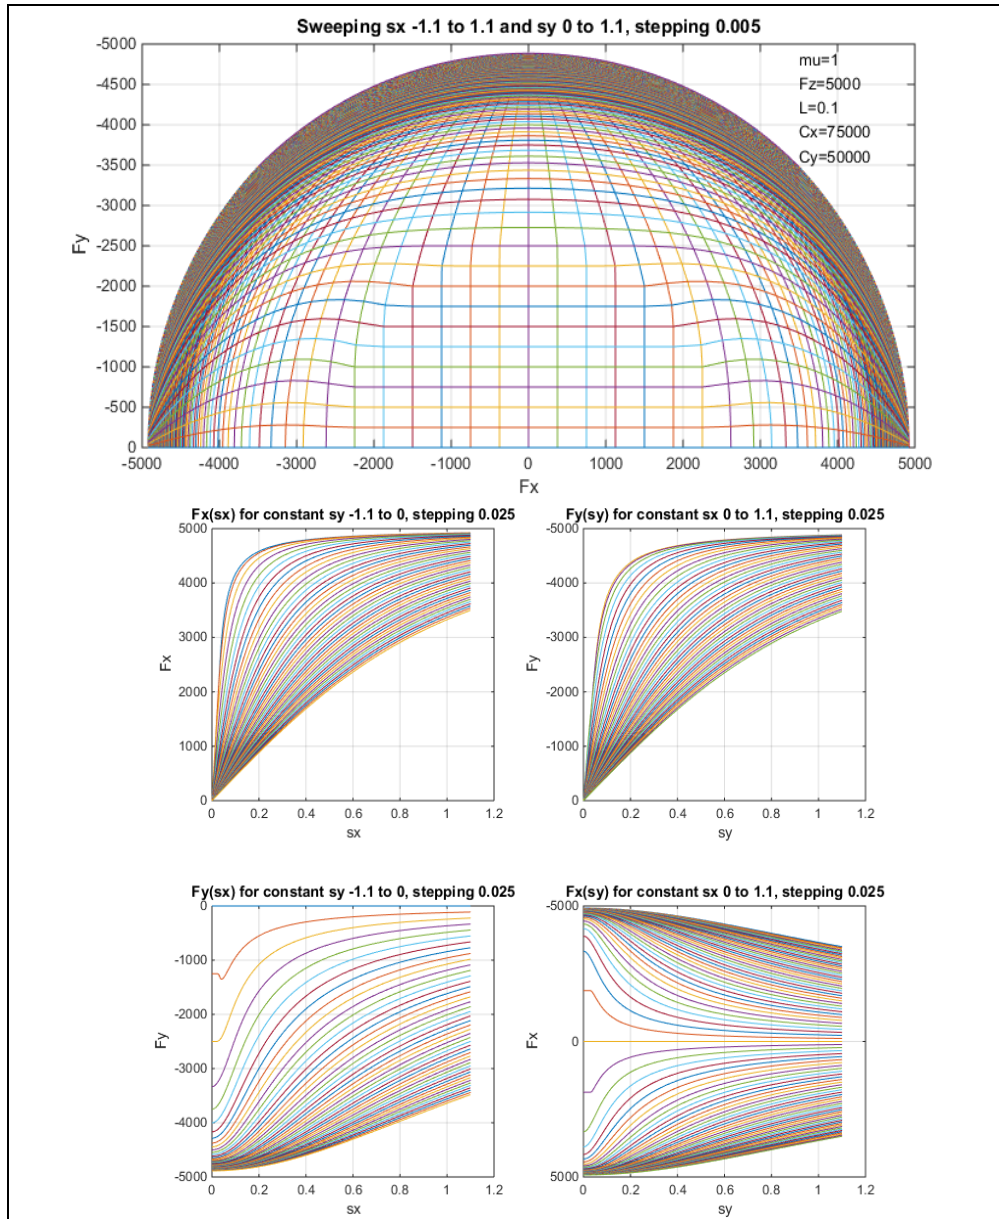 Sweeping sx -1.1 to 1.1 and sy 0 to 1.1, stepping 0.005
-5000
-4500
-4000
-3500
-3000
-2500
-2000
-1500
-1000
-500
0
Fy
mu=1
Fz=5000
L=0.1
Cx=75000
Cy=50000
-5000 -4000 -3000 -2000 -1000 0 1000 2000 3000 4000 5000
Fx
Fx(sx) for constant sy -1.1 to 0, stepping 0.025
5000
4000
3000
2000
1000
0
Fx
0 0.2 0.4 0.6 0.8 1 1.2
sx
Fy(sy) for constant sx 0 to 1.1, stepping 0.025
-5000
-4000
-3000
-2000
-1000
0
Fy
0 0.2 0.4 0.6 0.8 1 1.2
sy
Fy(sx) for constant sy -1.1 to 0, stepping 0.025
0
-1000
-2000
-3000
-4000
-5000
Fy
0 0.2 0.4 0.6 0.8 1 1.2
sx
Fx(sy) for constant sx 0 to 1.1, stepping 0.025
-5000
0
5000
Fx
0 0.2 0.4 0.6 0.8 1 1.2
sy